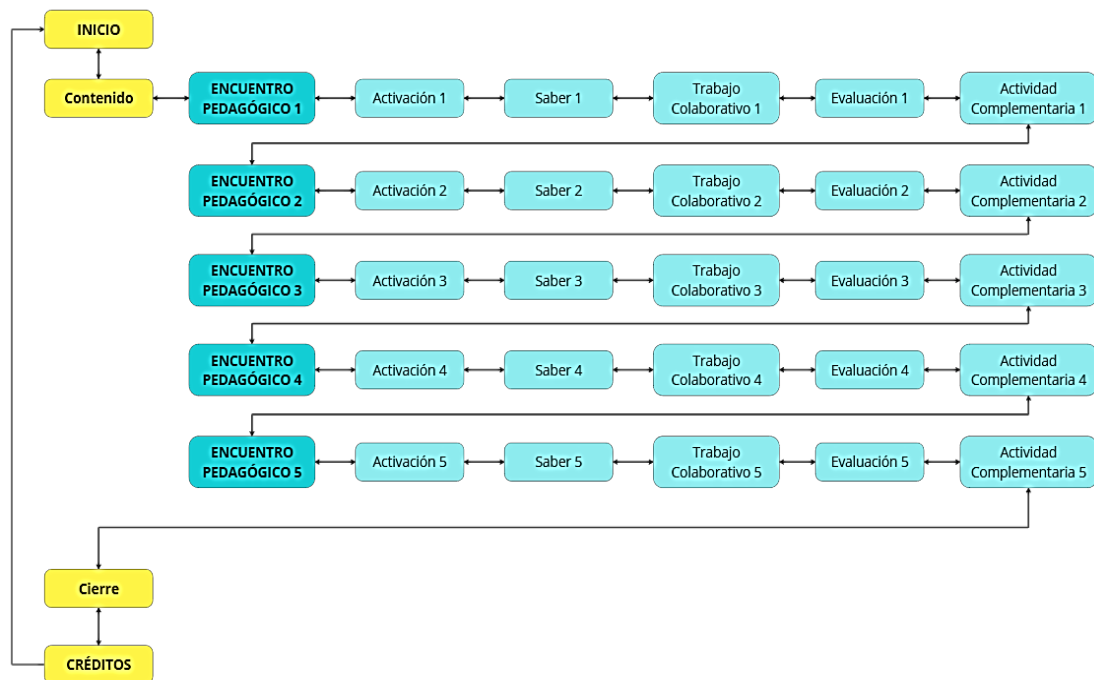 INICIO
Contenido
ENCUENTRO
PEDAGÓGICO 1
Activación 1
Saber 1
Trabajo
Colaborativo 1
Evaluación 1
Actividad
Complementaria 1
ENCUENTRO
PEDAGÓGICO 2
Activación 2
Saber 2
Trabajo
Colaborativo 2
Evaluación 2
Actividad
Complementaria 2
ENCUENTRO
PEDAGÓGICO 3
Activación 3
Saber 3
Trabajo
Colaborativo 3
Evaluación 3
Actividad
Complementaria 3
ENCUENTRO
PEDAGÓGICO 4
Activación 4
Saber 4
Trabajo
Colaborativo 4
Evaluación 4
Actividad
Complementaria 4
ENCUENTRO
PEDAGÓGICO 5
Activación 5
Saber 5
Trabajo
Colaborativo 5
Evaluación 5
Actividad
Complementaria 5
Cierre
CRÉDITOS